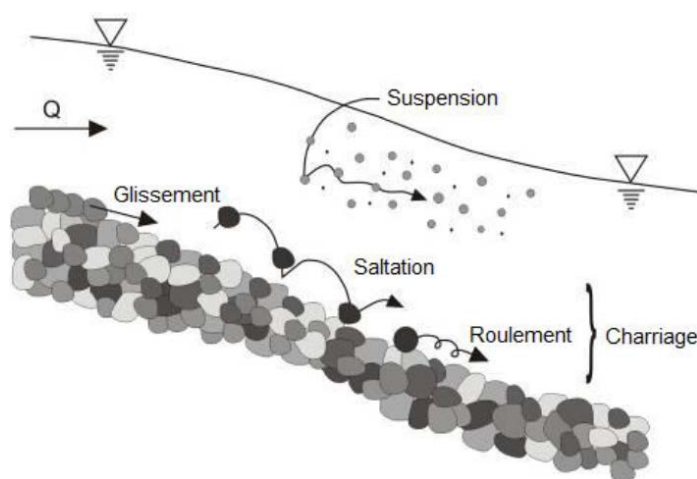 Suspension
Q
Glissement
Saltation
Roulement
Charriage